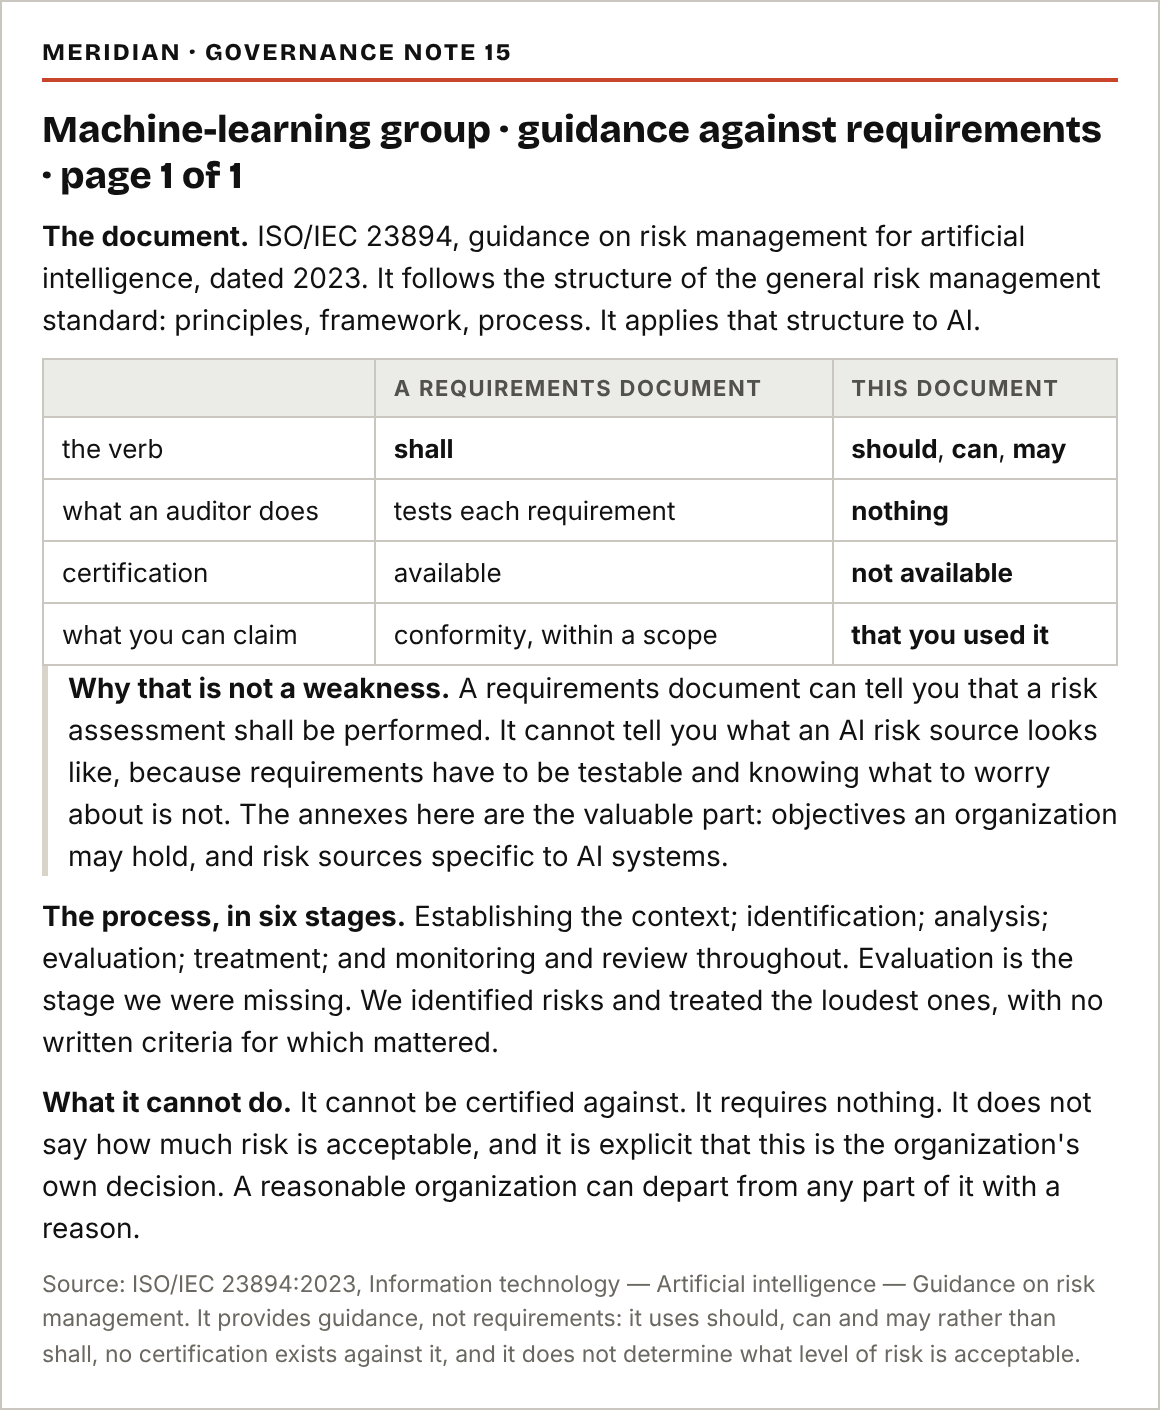 MERIDIAN · GOVERNANCE NOTE 15
Machine-learning group · guidance against requirements
· page 1 of 1
The document. ISO/IEC 23894, guidance on risk management for artificial
intelligence, dated 2023. It follows the structure of the general risk management
standard: principles, framework, process. It applies that structure to AI.
A REQUIREMENTS DOCUMENT THIS DOCUMENT
the verb shall should, can, may
what an auditor does tests each requirement nothing
certification available not available
what you can claim conformity, within a scope that you used it
Why that is not a weakness. A requirements document can tell you that a risk
assessment shall be performed. It cannot tell you what an AI risk source looks
like, because requirements have to be testable and knowing what to worry
about is not. The annexes here are the valuable part: objectives an organization
may hold, and risk sources specific to AI systems.
The process, in six stages. Establishing the context; identification; analysis;
evaluation; treatment; and monitoring and review throughout. Evaluation is the
stage we were missing. We identified risks and treated the loudest ones, with no
written criteria for which mattered.
What it cannot do. It cannot be certified against. It requires nothing. It does not
say how much risk is acceptable, and it is explicit that this is the organization's
own decision. A reasonable organization can depart from any part of it with a
reason.
Source: ISO/IEC 23894:2023, Information technology — Artificial intelligence — Guidance on risk
management. It provides guidance, not requirements: it uses should, can and may rather than
shall, no certification exists against it, and it does not determine what level of risk is acceptable.